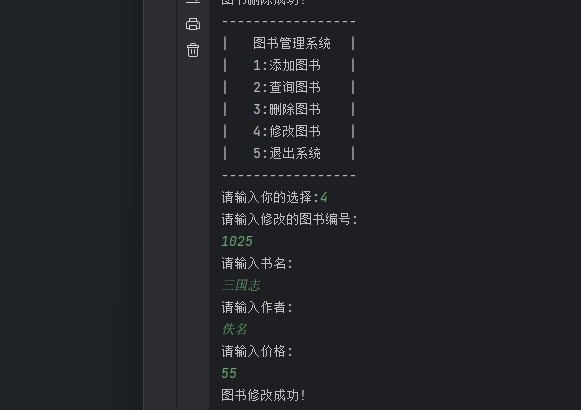 图书删除成功!
-----------------
| 图书管理系统 |
| 1:添加图书 |
| 2:查询图书 |
| 3:删除图书 |
| 4:修改图书 |
| 5:退出系统 |
-----------------
请输入你的选择:4
请输入修改的图书编号:
1025
请输入书名:
三国志
请输入作者:
佚名
请输入价格:
55
图书修改成功!